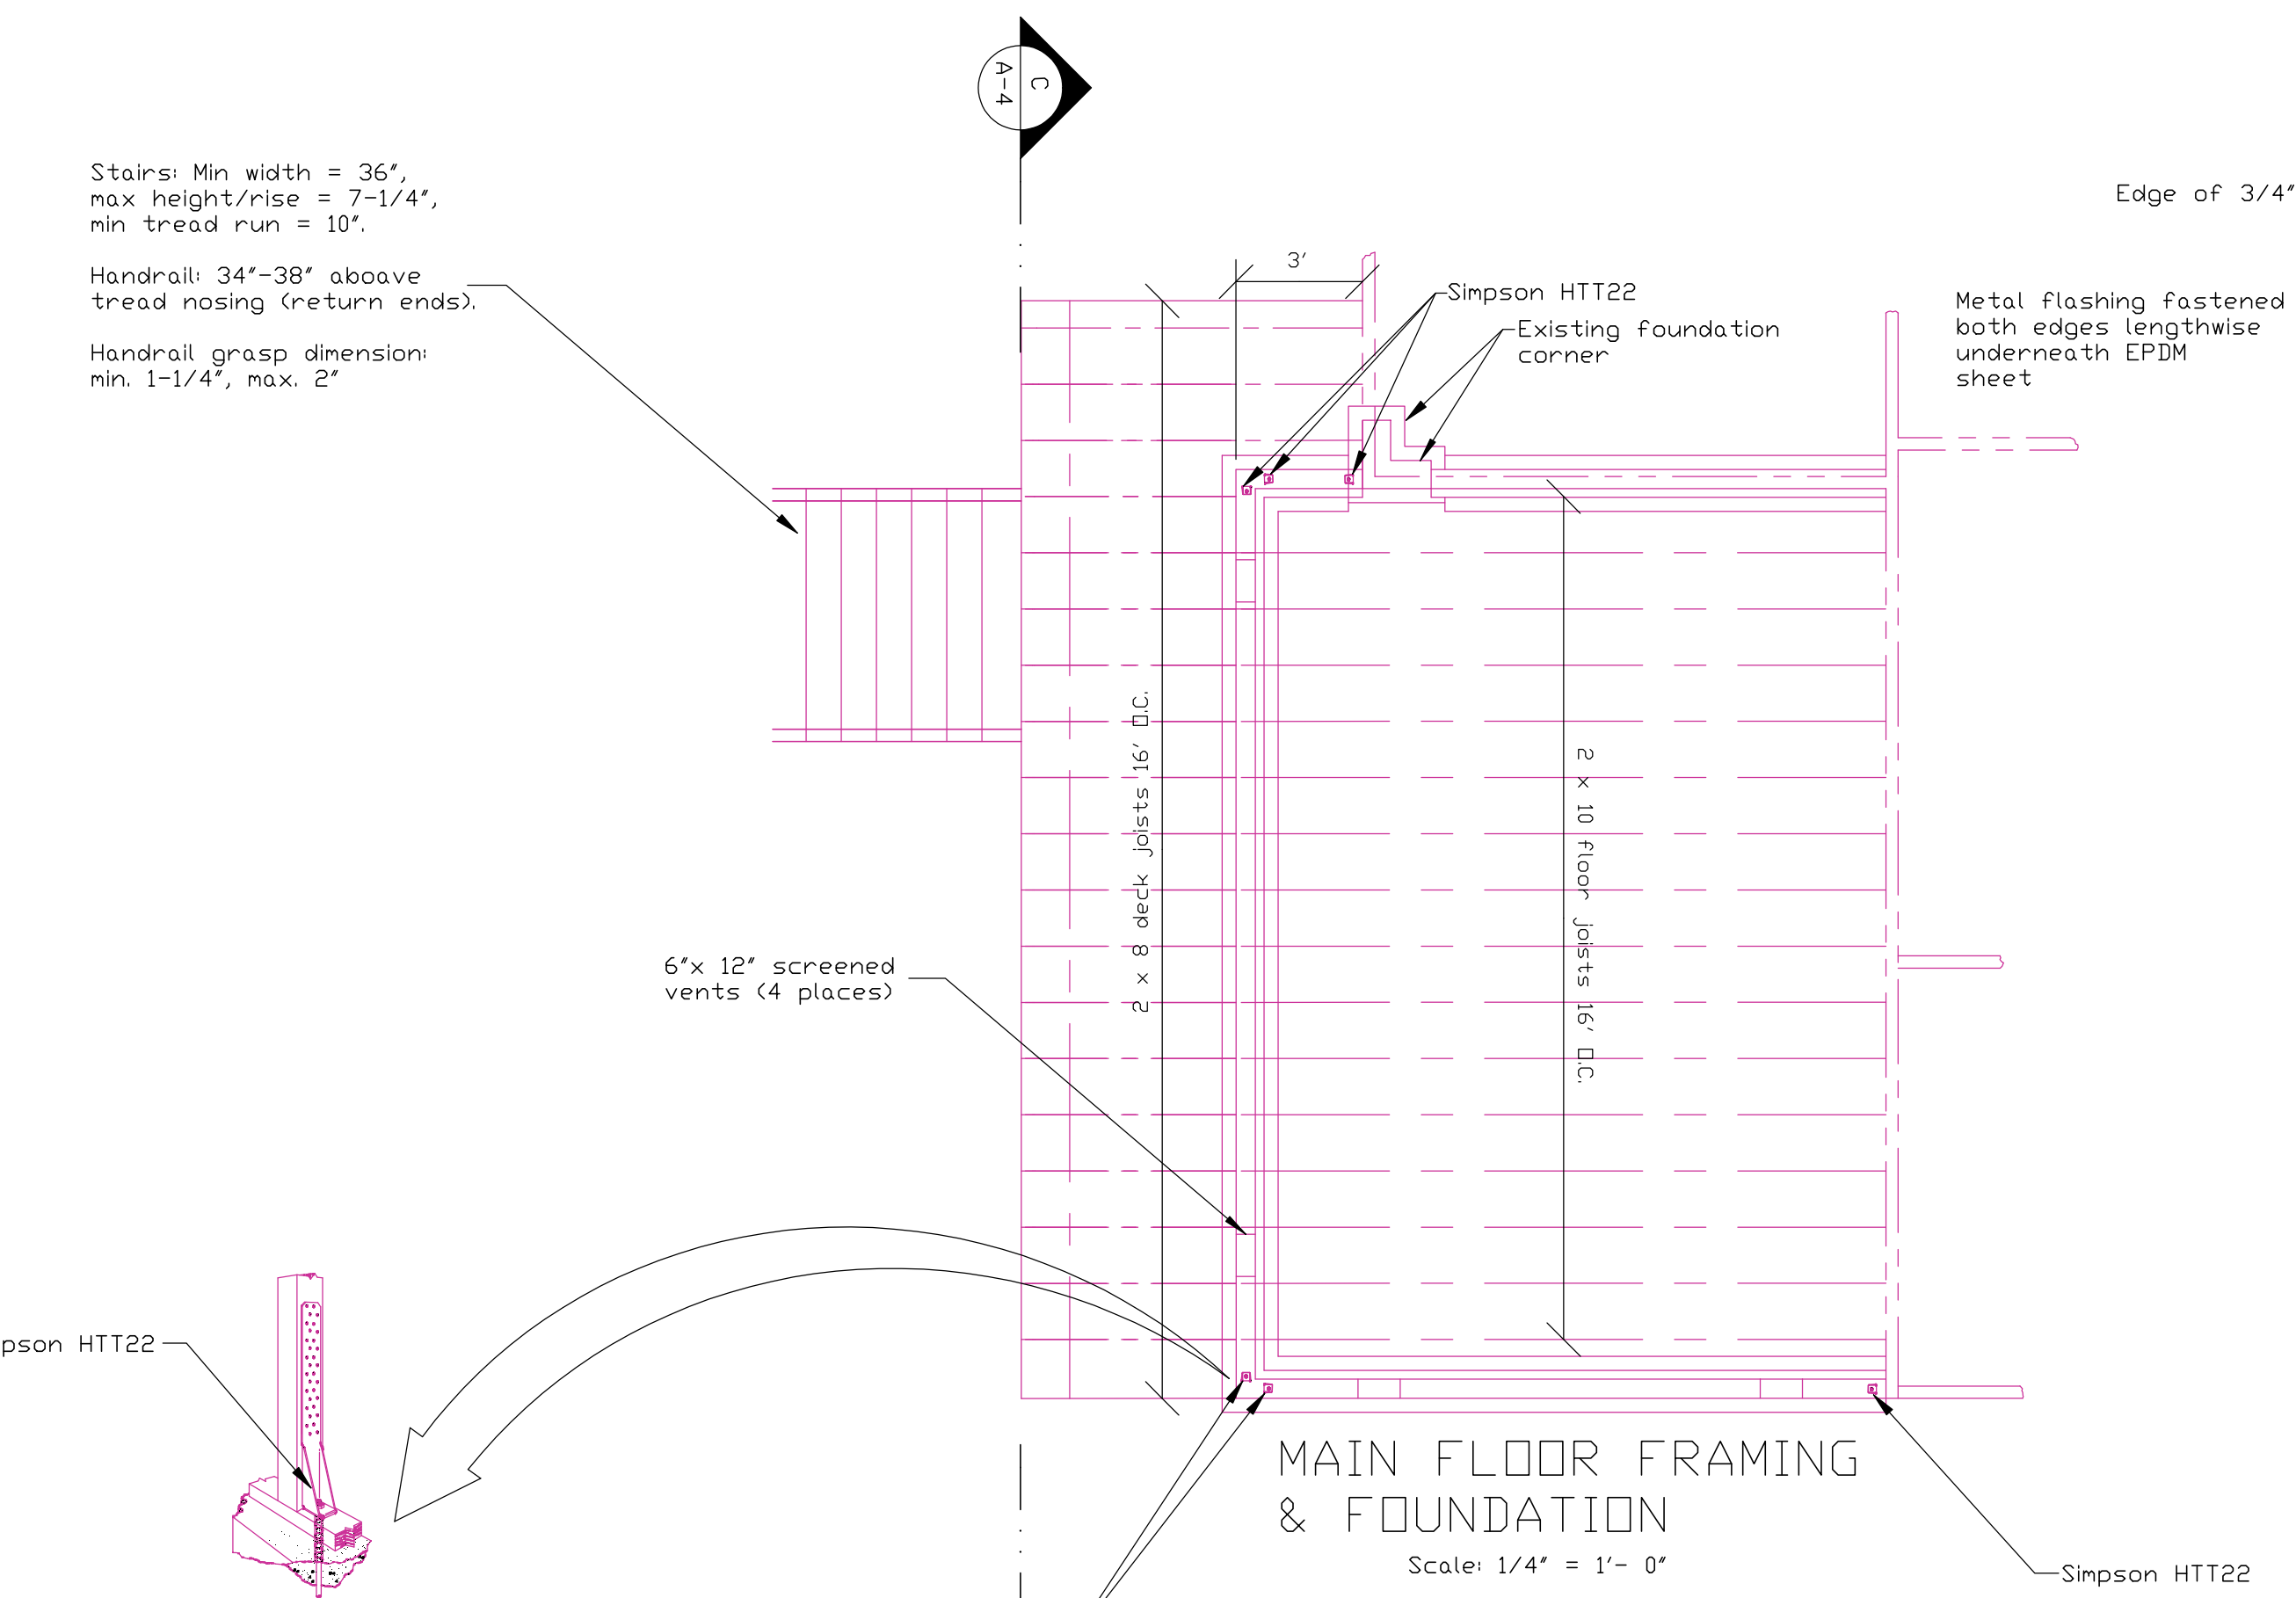 C
A-4
Stairs: Min width = 36",
max height/rise = 7-1/4",
min tread run = 10".
Handrail: 34"-38" aboave
tread nosing (return ends).
Handrail grasp dimension:
min. 1-1/4", max. 2"
Edge of 3/4"
3'
Simpson HTT22
Existing foundation
corner
Metal flashing fastened
both edges lengthwise
underneath EPDM
sheet
2 x 8 deck joists 16' O.C.
2 x 10 floor joists 16' O.C.
6"x 12" screened
vents (4 places)
pson HTT22
MAIN FLOOR FRAMING
& FOUNDATION
Scale: 1/4" = 1'- 0"
Simpson HTT22